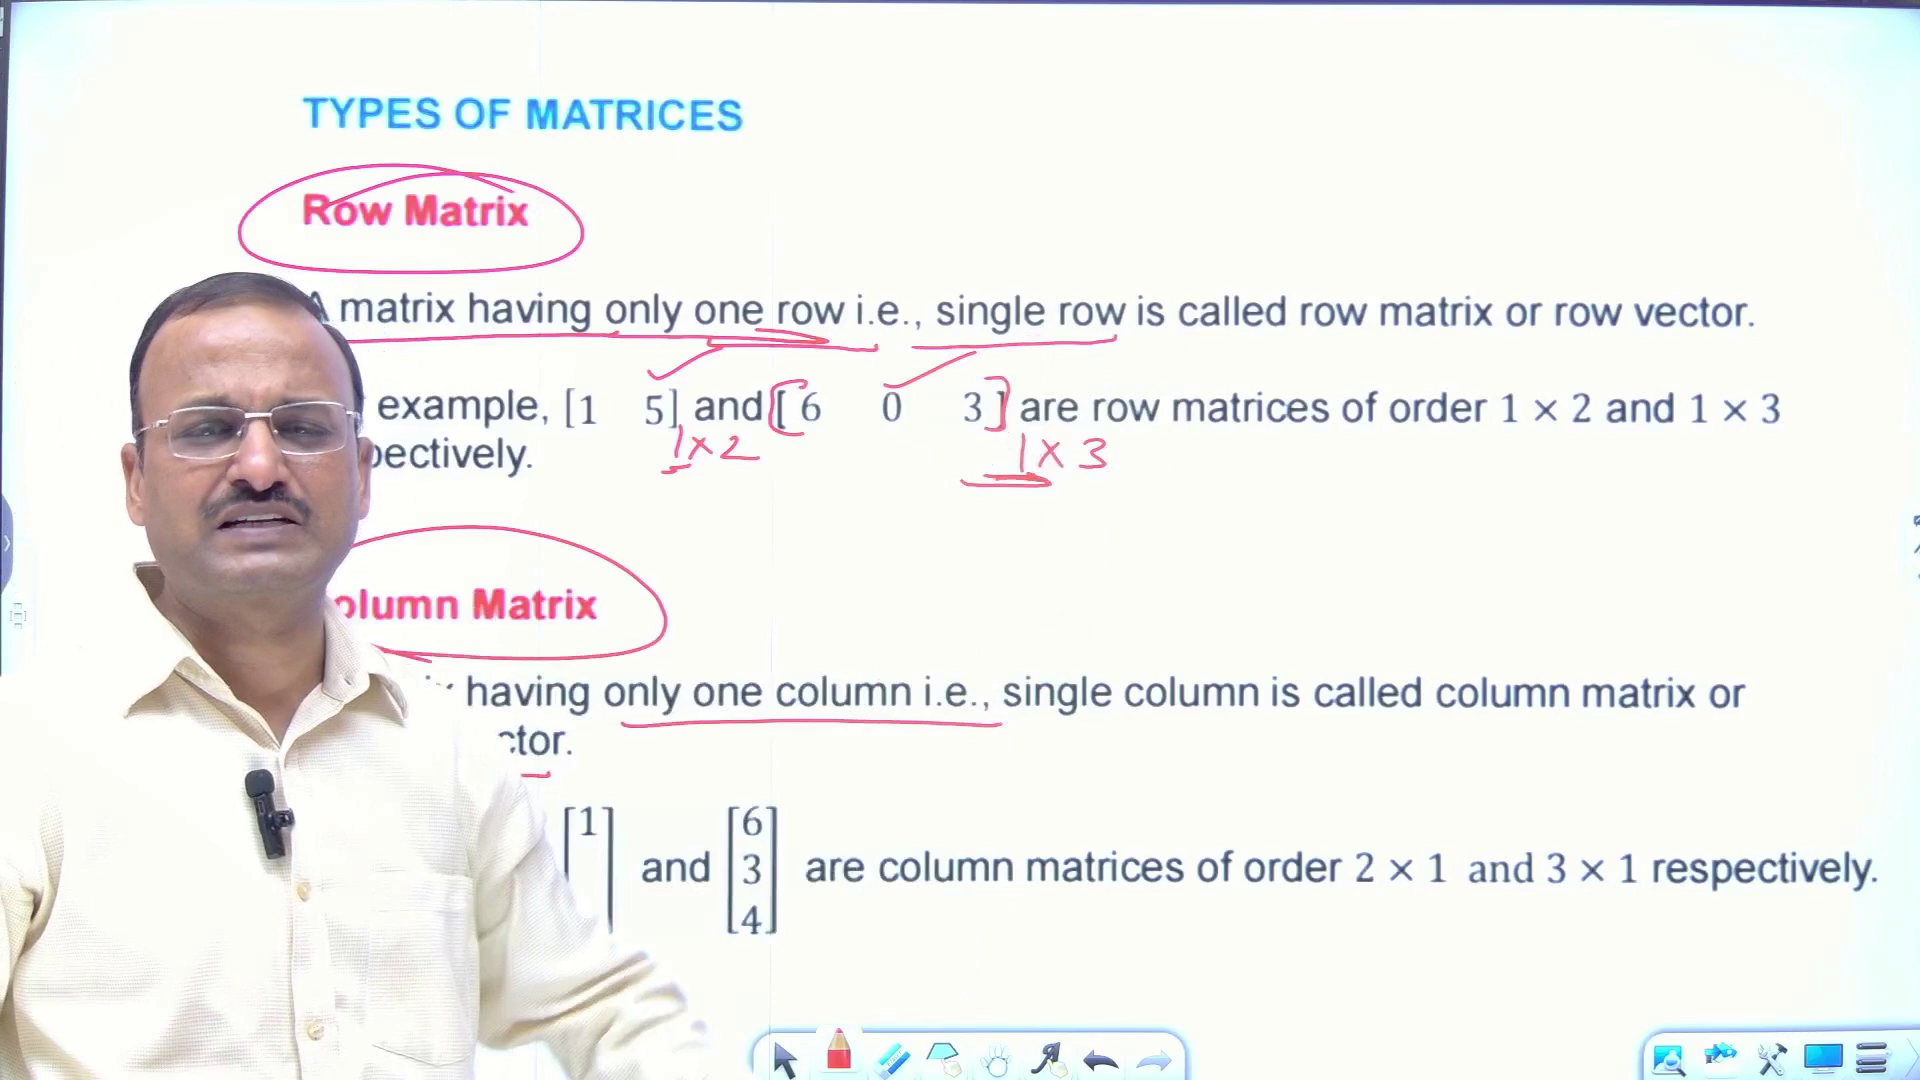 TYPES OF MATRICES
Row Matrix
A matrix having only one row i.e., single row is called row matrix or row vector.
example, [1 5] and [6 0 3] are row matrices of order 1 × 2 and 1 × 3
1×2 1×3
pectively.
olumn Matrix
having only one column i.e., single column is called column matrix or
ctor.
[1] and [6 3 4] are column matrices of order 2 × 1 and 3 × 1 respectively.